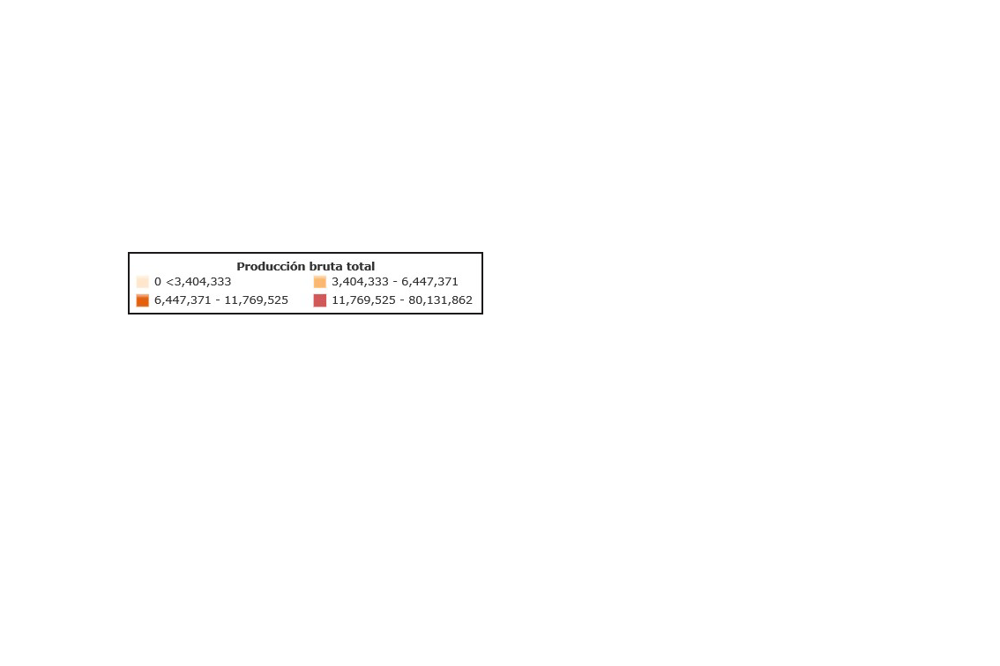 Producción bruta total
0 <3,404,333 3,404,333 - 6,447,371
6,447,371 - 11,769,525 11,769,525 - 80,131,862